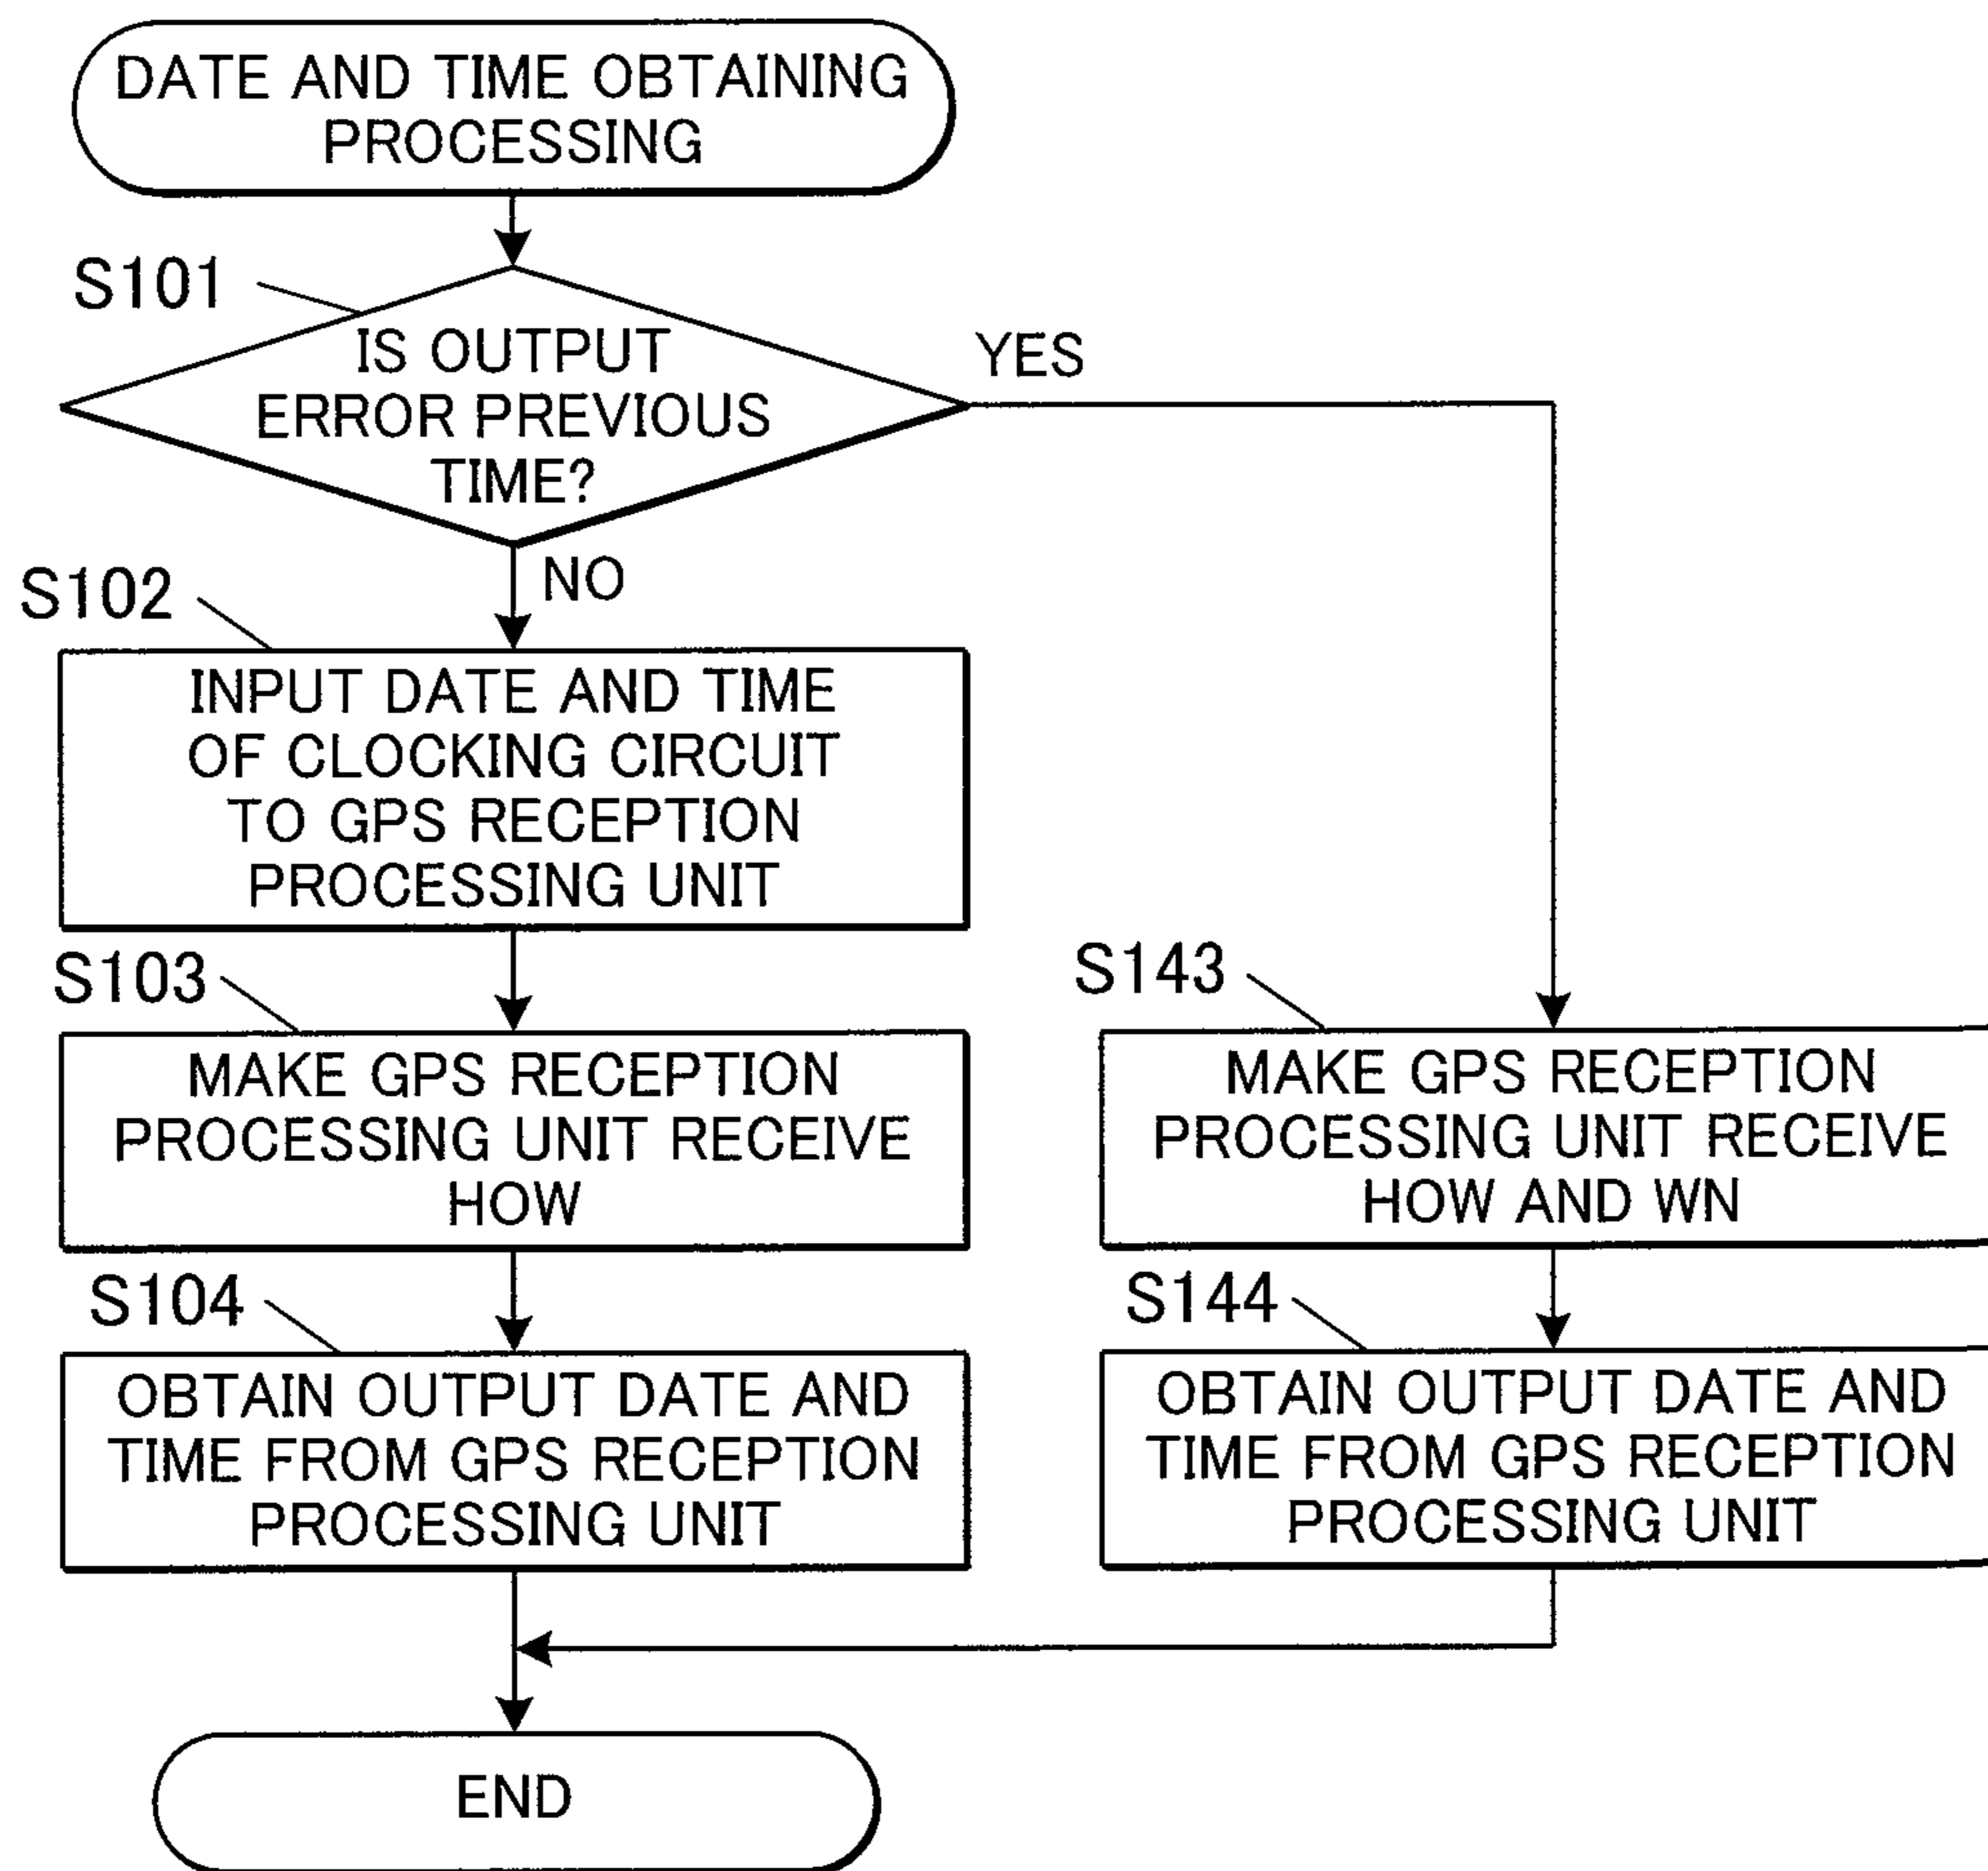 DATE AND TIME OBTAINING
PROCESSING
S101
IS OUTPUT
ERROR PREVIOUS
TIME?
YES
NO
S102
INPUT DATE AND TIME
OF CLOCKING CIRCUIT
TO GPS RECEPTION
PROCESSING UNIT
S103
MAKE GPS RECEPTION
PROCESSING UNIT RECEIVE
HOW
S143
MAKE GPS RECEPTION
PROCESSING UNIT RECEIVE
HOW AND WN
S104
OBTAIN OUTPUT DATE AND
TIME FROM GPS RECEPTION
PROCESSING UNIT
S144
OBTAIN OUTPUT DATE AND
TIME FROM GPS RECEPTION
PROCESSING UNIT
END